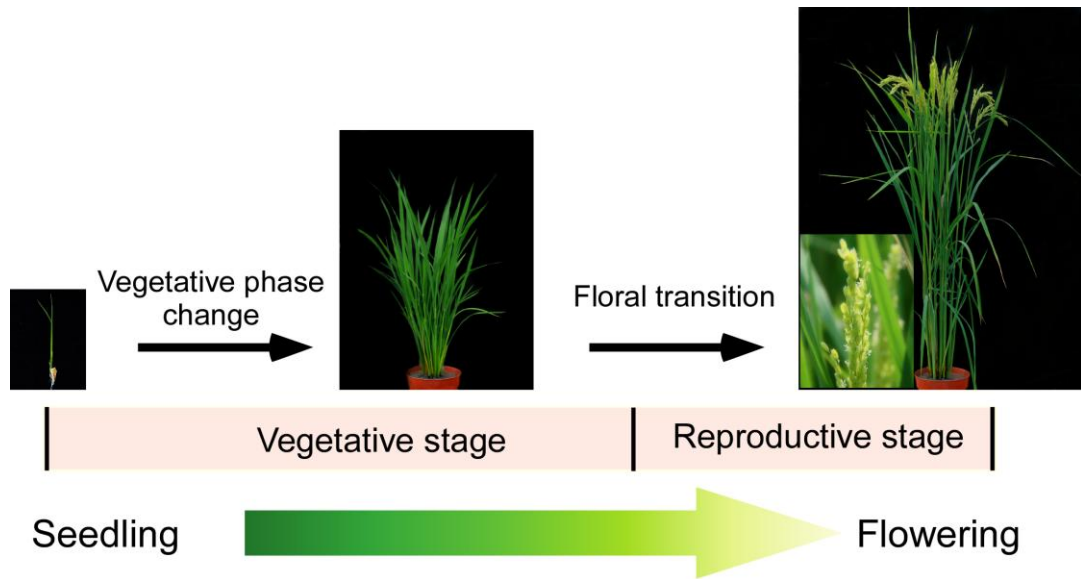 Vegetative phase
change
Floral transition
Vegetative stage
Reproductive stage
Seedling
Flowering